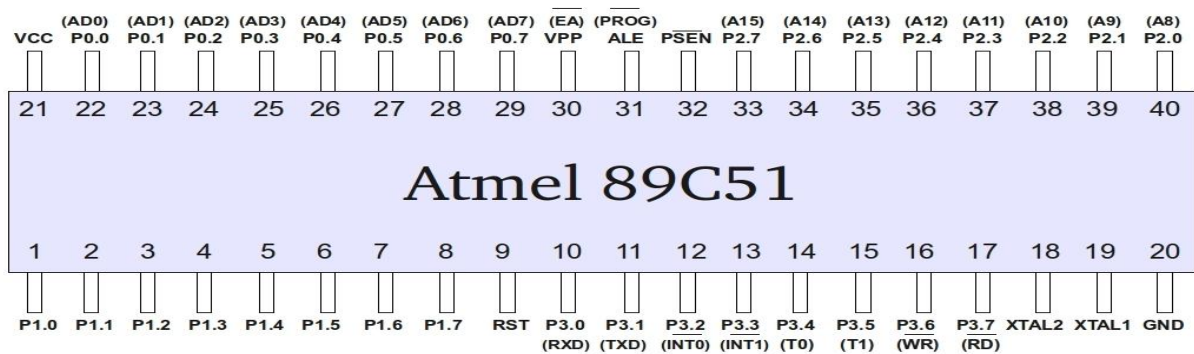 (AD0) (AD1) (AD2) (AD3) (AD4) (AD5) (AD6) (AD7) (EA) (PROG) (A15) (A14) (A13) (A12) (A11) (A10) (A9) (A8)
VCC P0.0 P0.1 P0.2 P0.3 P0.4 P0.5 P0.6 P0.7 VPP ALE PSEN P2.7 P2.6 P2.5 P2.4 P2.3 P2.2 P2.1 P2.0
21 22 23 24 25 26 27 28 29 30 31 32 33 34 35 36 37 38 39 40
Atmel 89C51
1 2 3 4 5 6 7 8 9 10 11 12 13 14 15 16 17 18 19 20
P1.0 P1.1 P1.2 P1.3 P1.4 P1.5 P1.6 P1.7 RST P3.0 P3.1 P3.2 P3.3 P3.4 P3.5 P3.6 P3.7 XTAL2 XTAL1 GND
(RXD) (TXD) (INT0) (INT1) (T0) (T1) (WR) (RD)